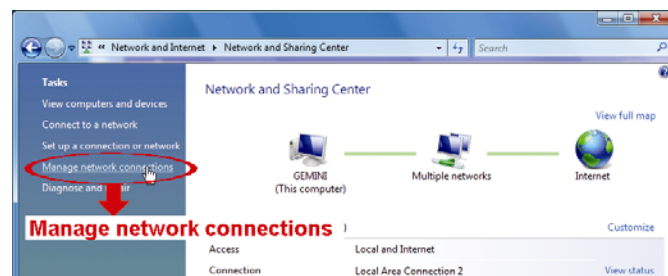 « Network and Internet ▸ Network and Sharing Center
Search
Tasks
View computers and devices
Connect to a network
Set up a connection or network
Manage network connections
Diagnose and
Network and Sharing Center
View full map
GEMINI
(This computer)
Multiple networks
Internet
Manage network connections
)
Customize
Access
Local and Internet
Connection
Local Area Connection 2
View status